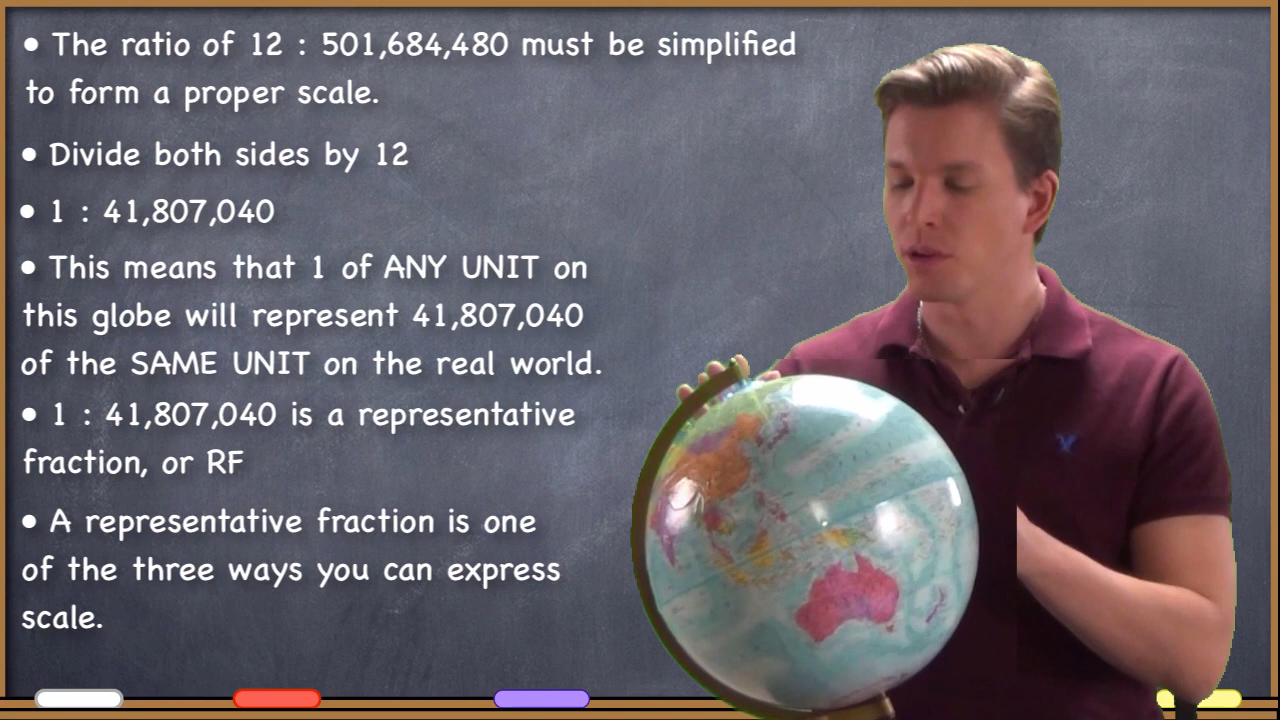 • The ratio of 12 : 501,684,480 must be simplified
to form a proper scale.
• Divide both sides by 12
• 1 : 41,807,040
• This means that 1 of ANY UNIT on
this globe will represent 41,807,040
of the SAME UNIT on the real world.
• 1 : 41,807,040 is a representative
fraction, or RF
• A representative fraction is one
of the three ways you can express
scale.